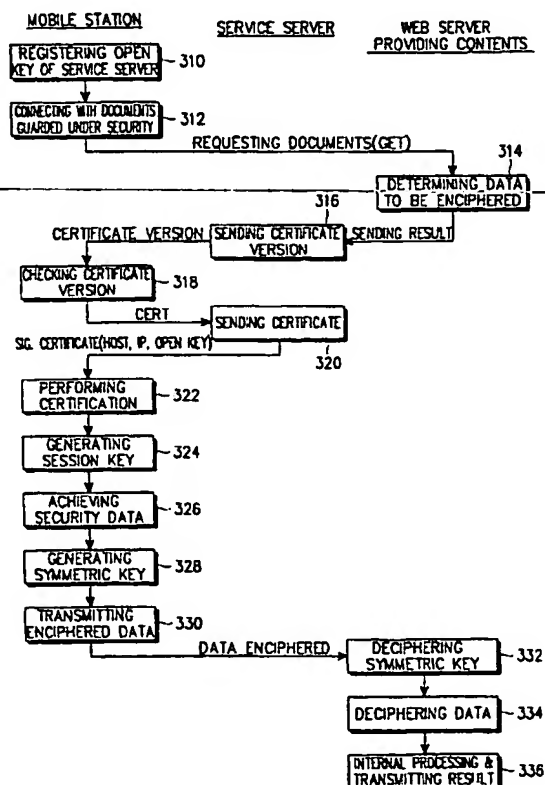 MOBILE STATION
SERVICE SERVER
WEB SERVER
PROVIDING CONTENTS
REGISTERING OPEN
KEY OF SERVICE SERVER
310
CONNECTING WITH DOCUMENTS
GUARDED UNDER SECURITY
312
REQUESTING DOCUMENTS(GET)
314
DETERMINING DATA
TO BE ENCIPHERED
316
CERTIFICATE VERSION
SENDING CERTIFICATE
VERSION
SENDING RESULT
CHECKING CERTIFICATE
VERSION
318
CERT
SENDING CERTIFICATE
320
SIG. CERTIFICATE(HOST, IP, OPEN KEY)
PERFORMING
CERTIFICATION
322
GENERATING
SESSION KEY
324
ACHIEVING
SECURITY DATA
326
GENERATING
SYMMETRIC KEY
328
TRANSMITTING
ENCIPHERED DATA
330
DATA ENCIPHERED
DECIPHERING
SYMMETRIC KEY
332
DECIPHERING DATA
334
INTERNAL PROCESSING &
TRANSMITTING RESULT
336